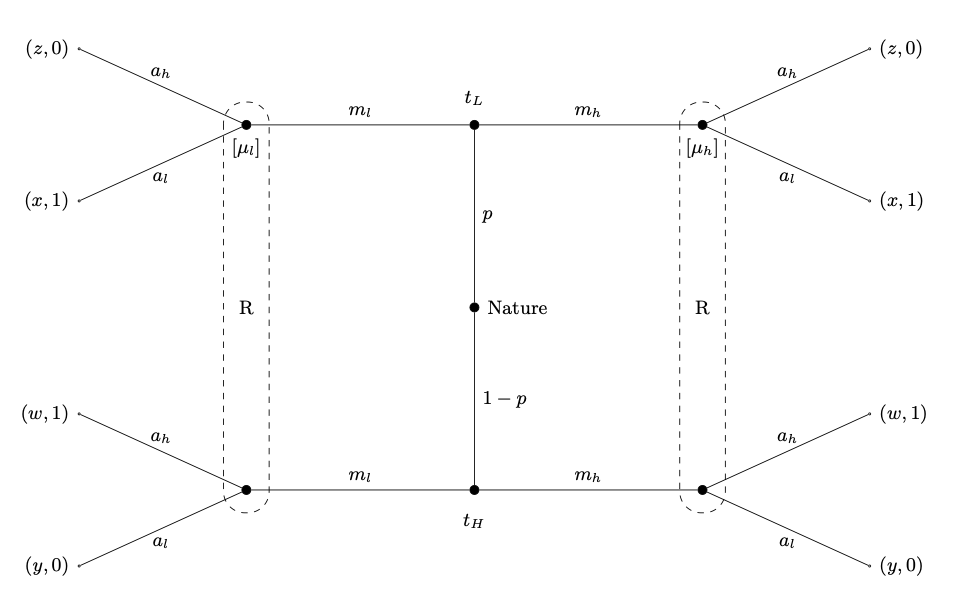 (z, 0) (z, 0)
a_h a_h
t_L
m_l m_h
[μ_l] [μ_h]
a_l a_l
(x, 1) (x, 1)
p
R Nature R
1 − p
(w, 1) (w, 1)
a_h a_h
m_l m_h
t_H
a_l a_l
(y, 0) (y, 0)